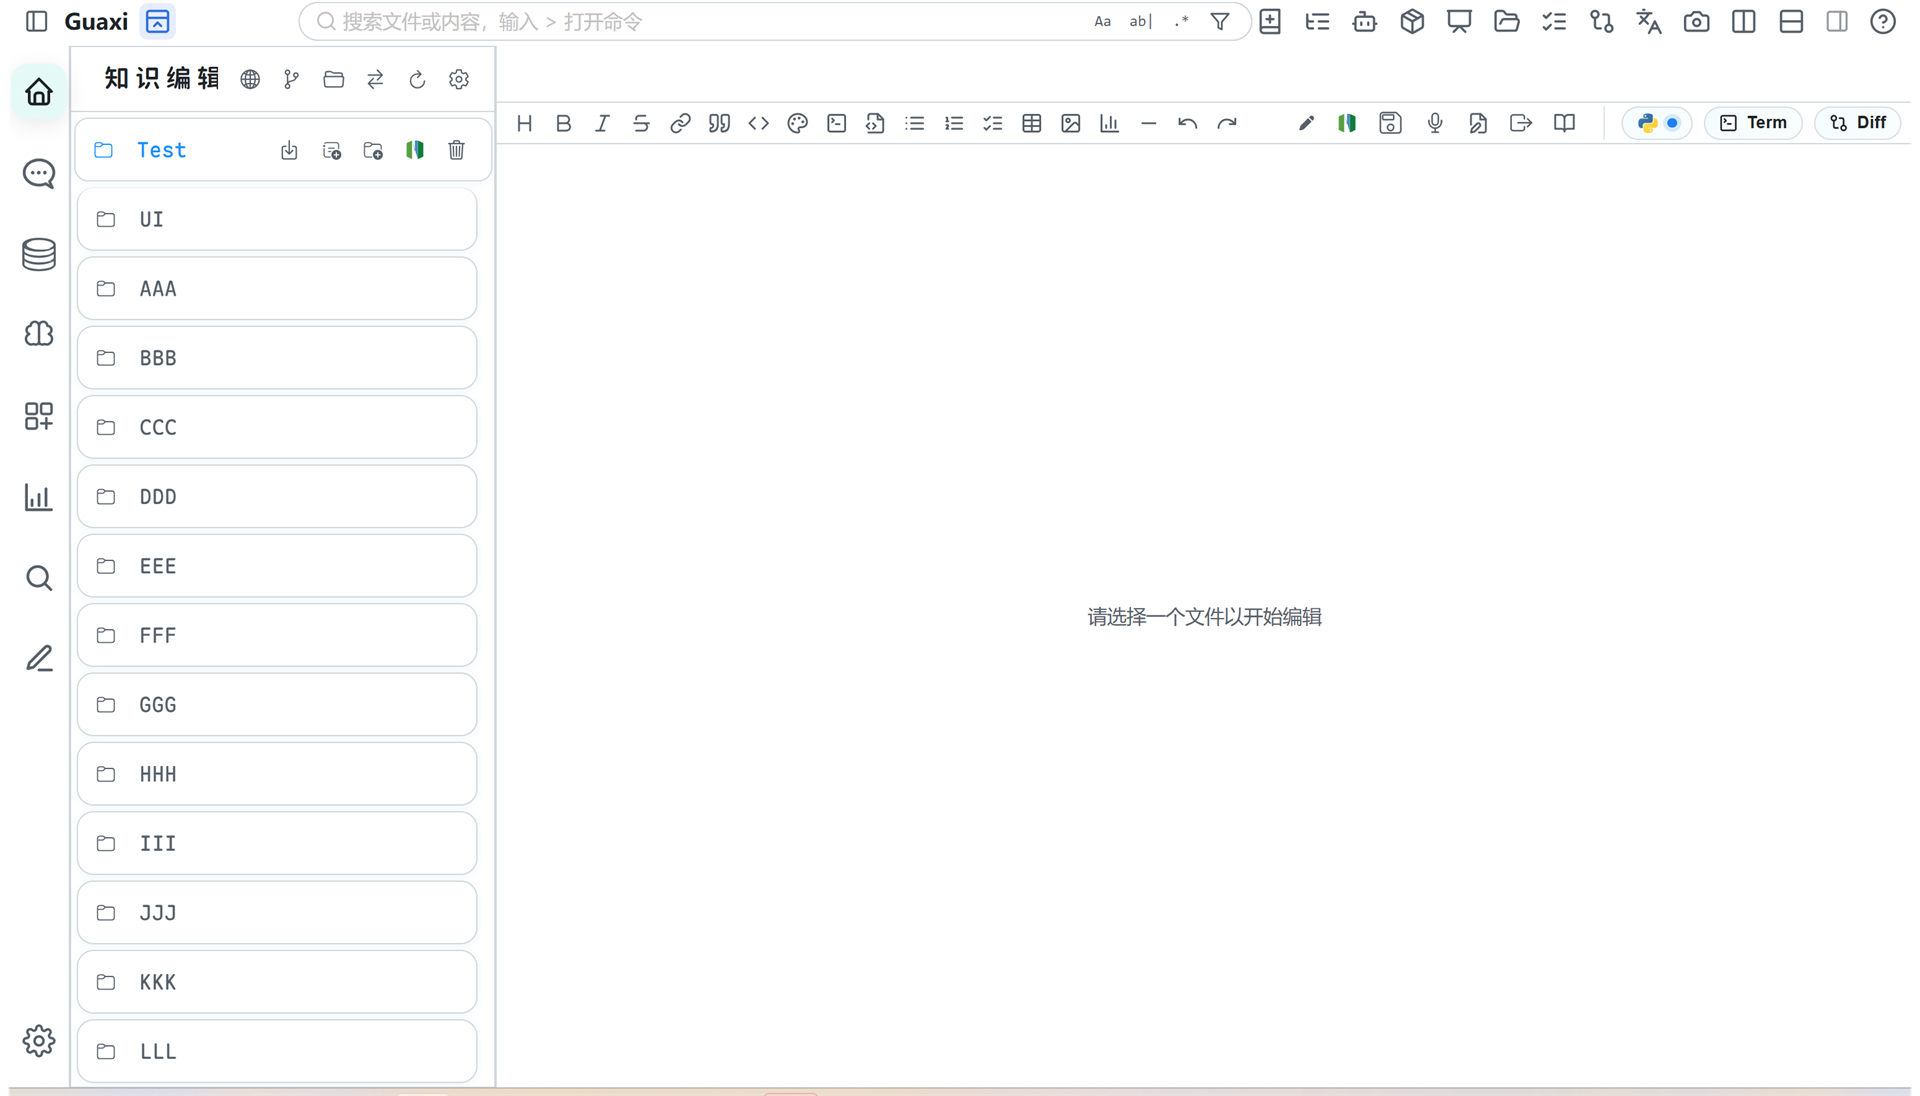 Guaxi
搜索文件或内容，输入 > 打开命令
Aa ab| .*
知识编辑
Term
Diff
Test
UI
AAA
BBB
CCC
DDD
EEE
FFF
GGG
HHH
III
JJJ
KKK
LLL
请选择一个文件以开始编辑